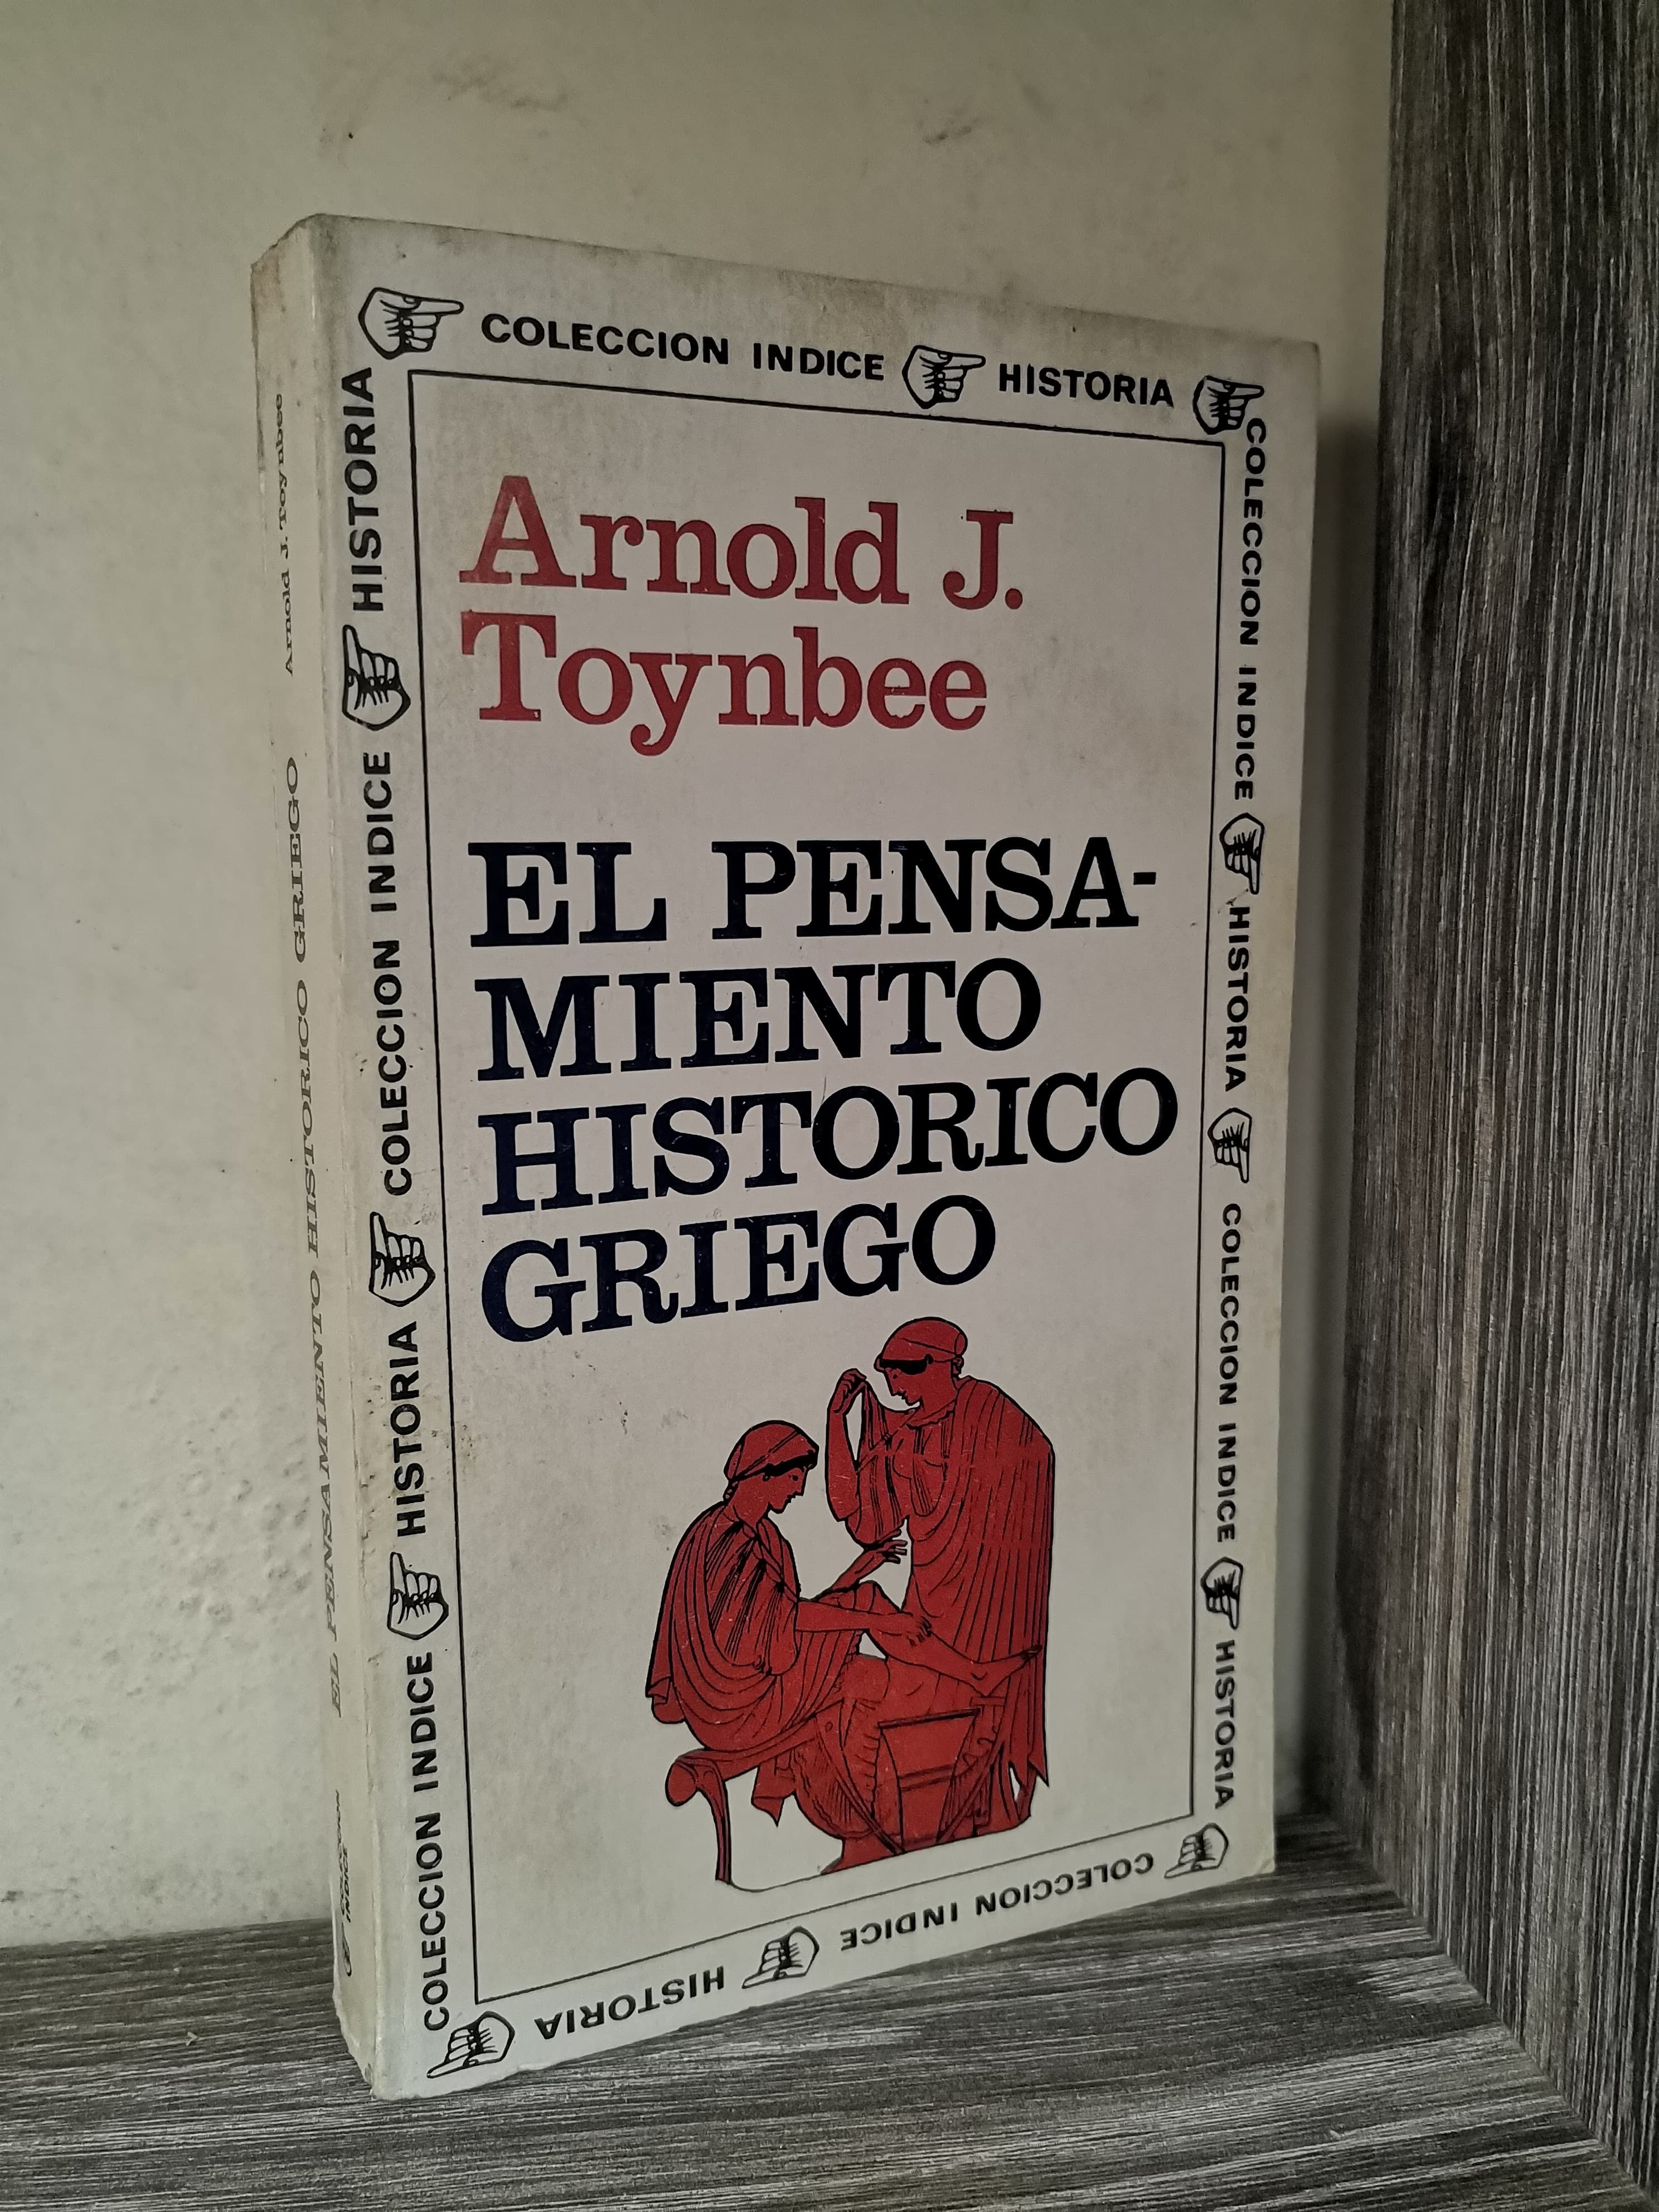 COLECCION INDICE HISTORIA
COLECCION INDICE HISTORIA COLECCION INDICE HISTORIA
COLECCION INDICE HISTORIA
COLECCION INDICE HISTORIA COLECCION INDICE HISTORIA
Arnold J.
Toynbee
EL PENSA-
MIENTO
HISTORICO
GRIEGO
EL PENSAMIENTO HISTORICO GRIEGO Arnold J. Toynbee